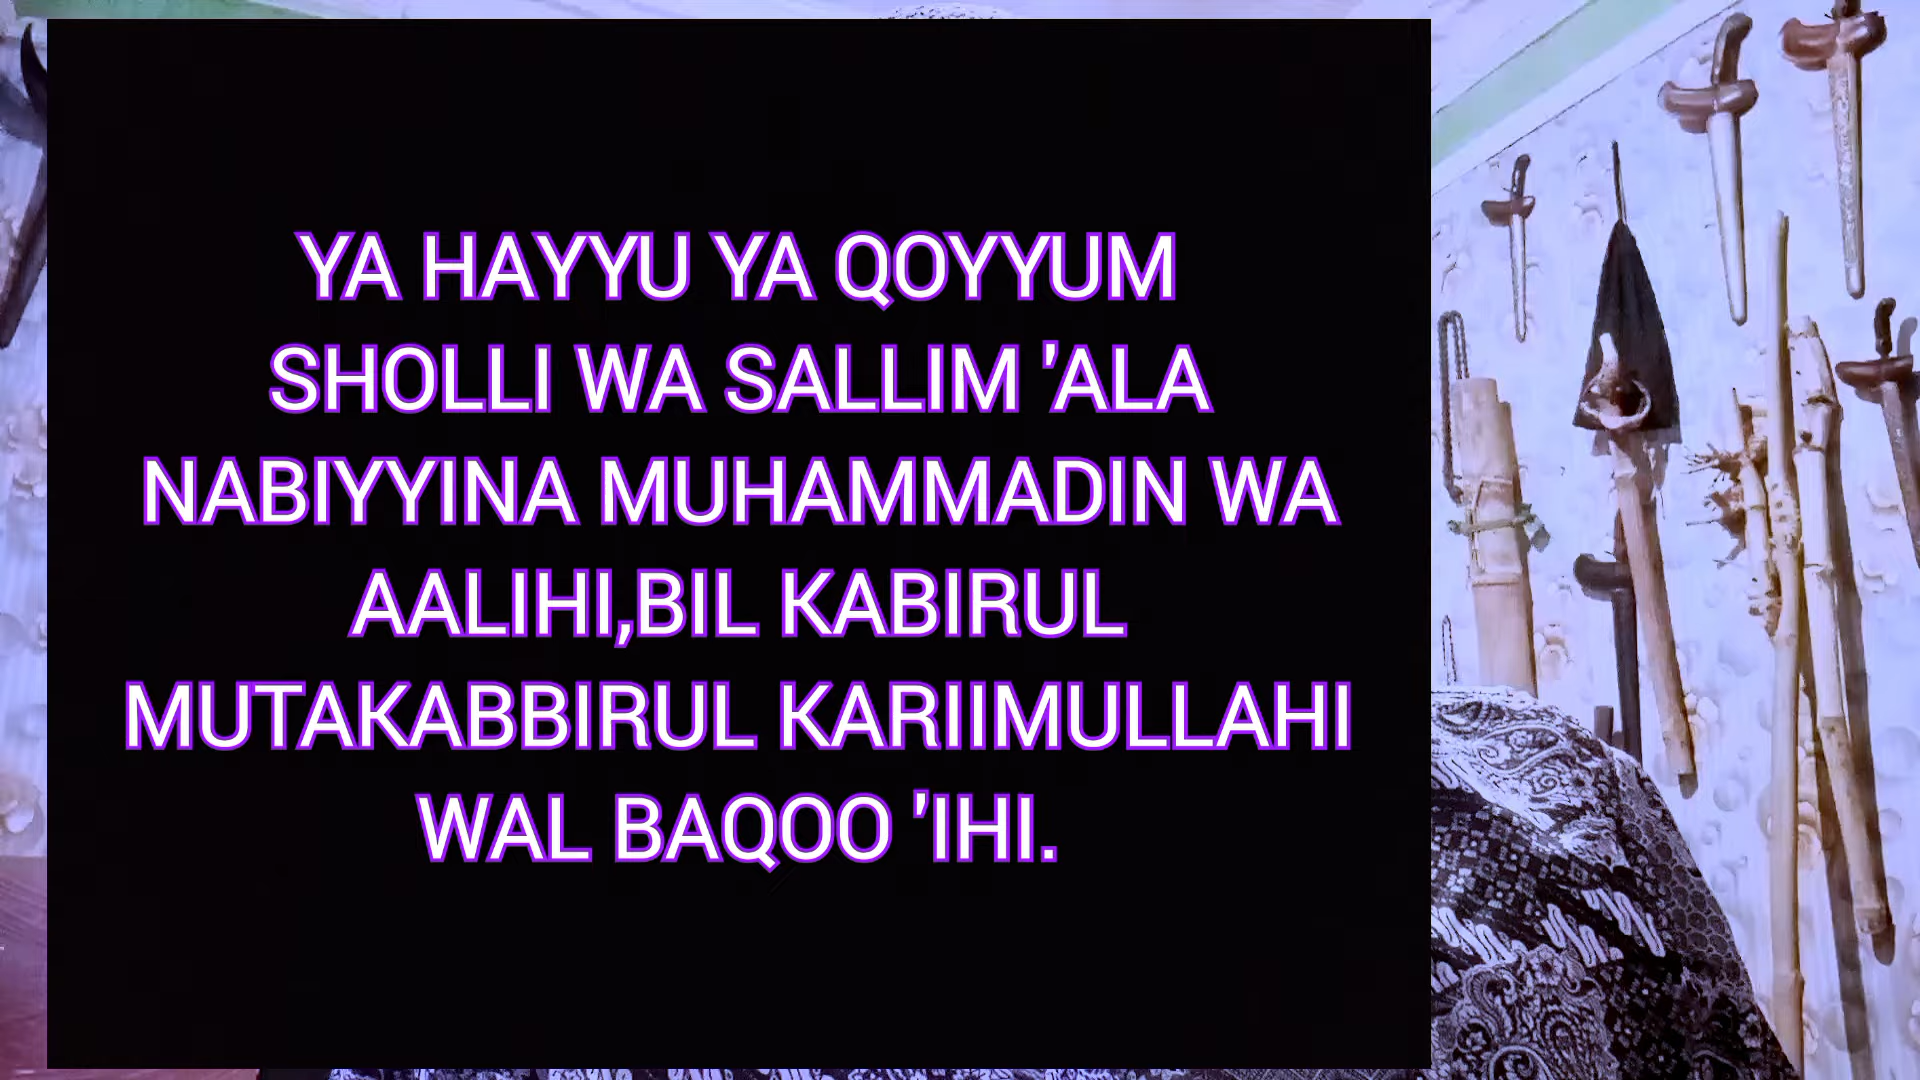 YA HAYYU YA QOYYUM
SHOLLI WA SALLIM 'ALA
NABIYYINA MUHAMMADIN WA
AALIHI,BIL KABIRUL
MUTAKABBIRUL KARIIMULLAHI
WAL BAQOO 'IHI.